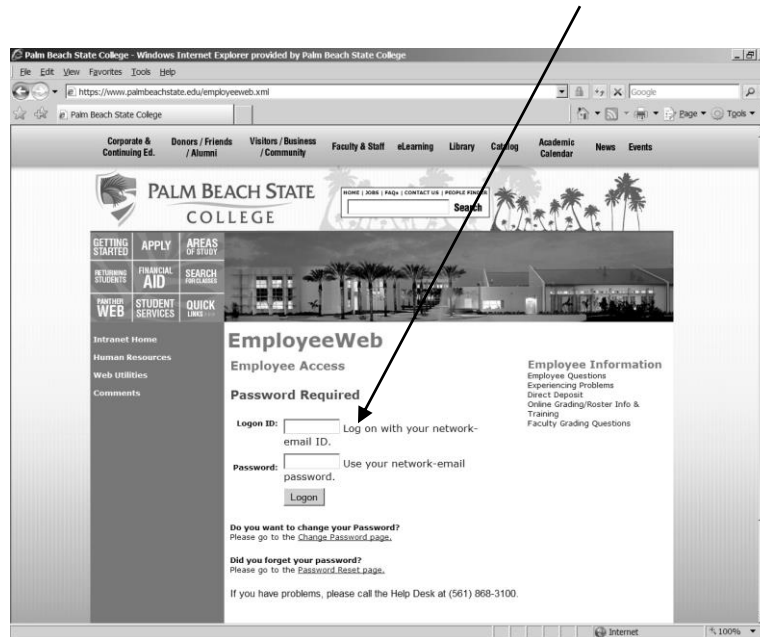 Palm Beach State College - Windows Internet Explorer provided by Palm Beach State College
File Edit View Favorites Tools Help
https://www.palmbeachstate.edu/employeeweb.xml
Google
Palm Beach State College
Page Tools
Corporate & Continuing Ed.
Donors / Friends / Alumni
Visitors / Business / Community
Faculty & Staff
eLearning
Library
Catalog
Academic Calendar
News
Events
PALM BEACH STATE
COLLEGE
HOME | JOBS | FAQs | CONTACT US | PEOPLE FINDER
Search
GETTING STARTED
APPLY
AREAS OF STUDY
RETURNING STUDENTS
FINANCIAL AID
SEARCH FOR CLASSES
PANTHER WEB
STUDENT SERVICES
QUICK LINKS >>>
Intranet Home
Human Resources
Web Utilities
Comments
EmployeeWeb
Employee Access
Password Required
Logon ID: Log on with your network-
email ID.
Password: Use your network-email
password.
Logon
Do you want to change your Password?
Please go to the Change Password page.
Did you forget your password?
Please go to the Password Reset page.
If you have problems, please call the Help Desk at (561) 868-3100.
Employee Information
Employee Questions
Experiencing Problems
Direct Deposit
Online Grading/Roster Info &
Training
Faculty Grading Questions
Internet
100%